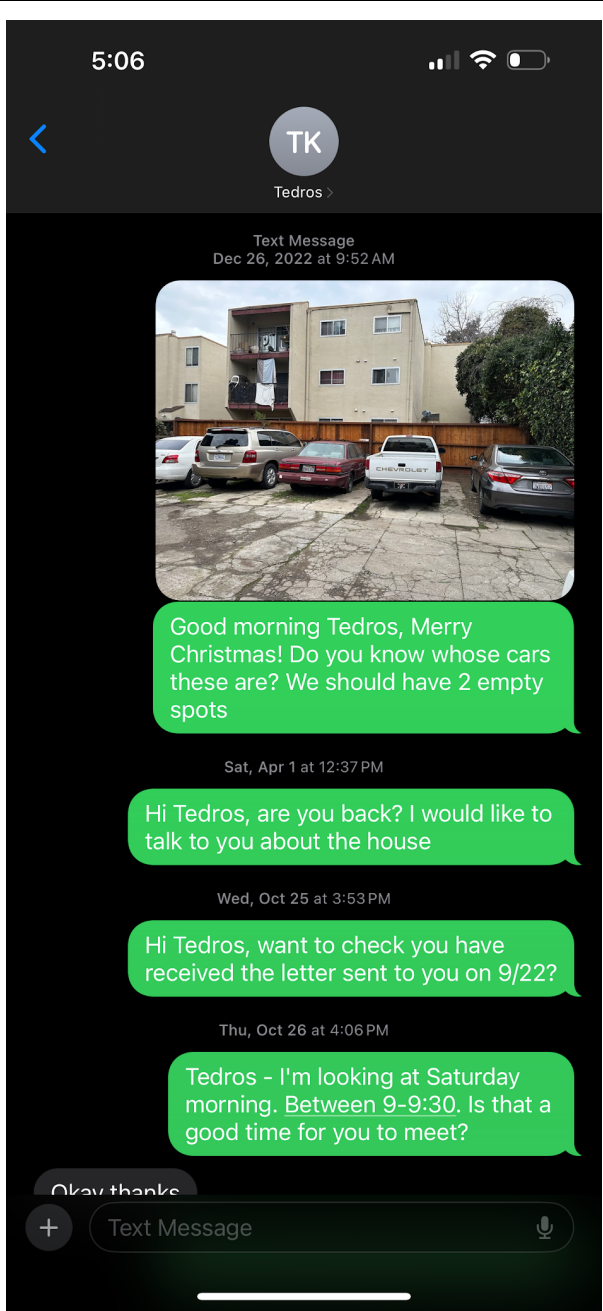 5:06
TK
Tedros
Text Message
Dec 26, 2022 at 9:52 AM
CHEVROLET
Good morning Tedros, Merry
Christmas! Do you know whose cars
these are? We should have 2 empty
spots
Sat, Apr 1 at 12:37 PM
Hi Tedros, are you back? I would like to
talk to you about the house
Wed, Oct 25 at 3:53 PM
Hi Tedros, want to check you have
received the letter sent to you on 9/22?
Thu, Oct 26 at 4:06 PM
Tedros - I'm looking at Saturday
morning. Between 9-9:30. Is that a
good time for you to meet?
Okay thanks
Text Message